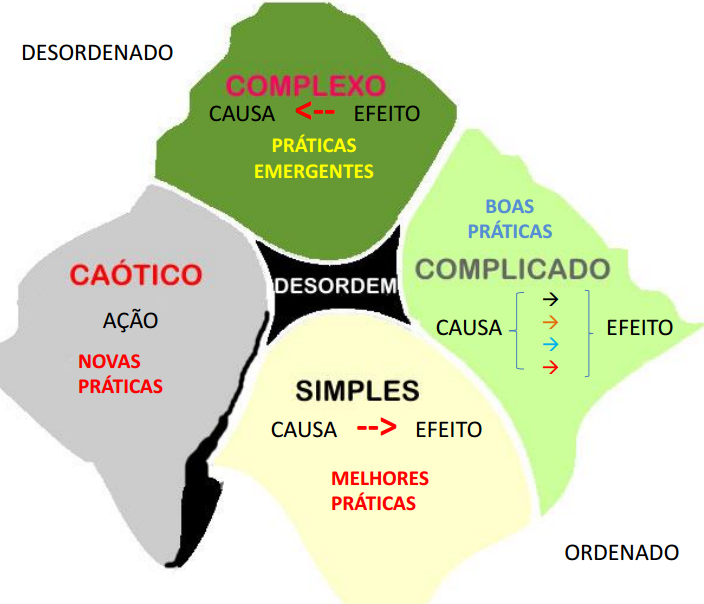 DESORDENADO
COMPLEXO
CAUSA <-- EFEITO
PRÁTICAS
EMERGENTES
BOAS
PRÁTICAS
COMPLICADO
CAUSA → → → → EFEITO
CAÓTICO
AÇÃO
NOVAS
PRÁTICAS
DESORDEM
SIMPLES
CAUSA --> EFEITO
MELHORES
PRÁTICAS
ORDENADO